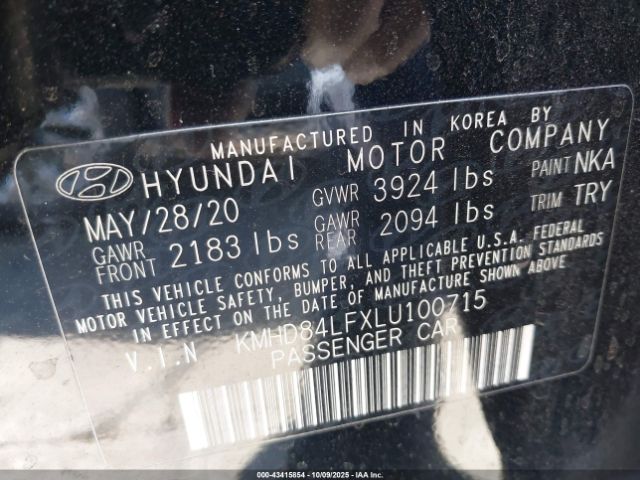 MANUFACTURED IN KOREA BY
HYUNDAI MOTOR COMPANY
MAY/28/20 GVWR 3924 lbs PAINT NKA
GAWR FRONT 2183 lbs GAWR REAR 2094 lbs TRIM TRY
THIS VEHICLE CONFORMS TO ALL APPLICABLE U.S.A. FEDERAL
MOTOR VEHICLE SAFETY, BUMPER, AND THEFT PREVENTION STANDARDS
IN EFFECT ON THE DATE OF MANUFACTURE SHOWN ABOVE
V.I.N KMHD84LFXLU100715
PASSENGER CAR
000-43415854 10/09/2025 - IAAI.COM